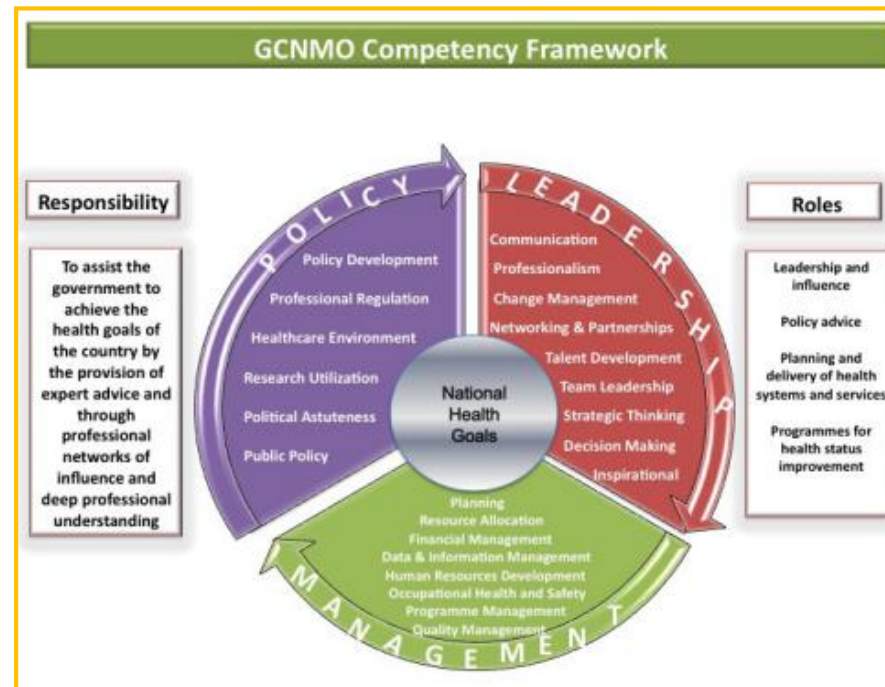 GCNMO Competency Framework
Responsibility
To assist the
government to
achieve the
health goals of
the country by
the provision of
expert advice and
through
professional
networks of
influence and
deep professional
understanding
POLICY
Policy Development
Professional Regulation
Healthcare Environment
Research Utilization
Political Astuteness
Public Policy
LEADERSHIP
Communication
Professionalism
Change Management
Networking & Partnerships
Talent Development
Team Leadership
Strategic Thinking
Decision Making
Inspirational
National
Health
Goals
Planning
Resource Allocation
Financial Management
Data & Information Management
Human Resources Development
Occupational Health and Safety
Programme Management
Quality Management
MANAGEMENT
Roles
Leadership and
influence
Policy advice
Planning and
delivery of health
systems and services
Programmes for
health status
improvement